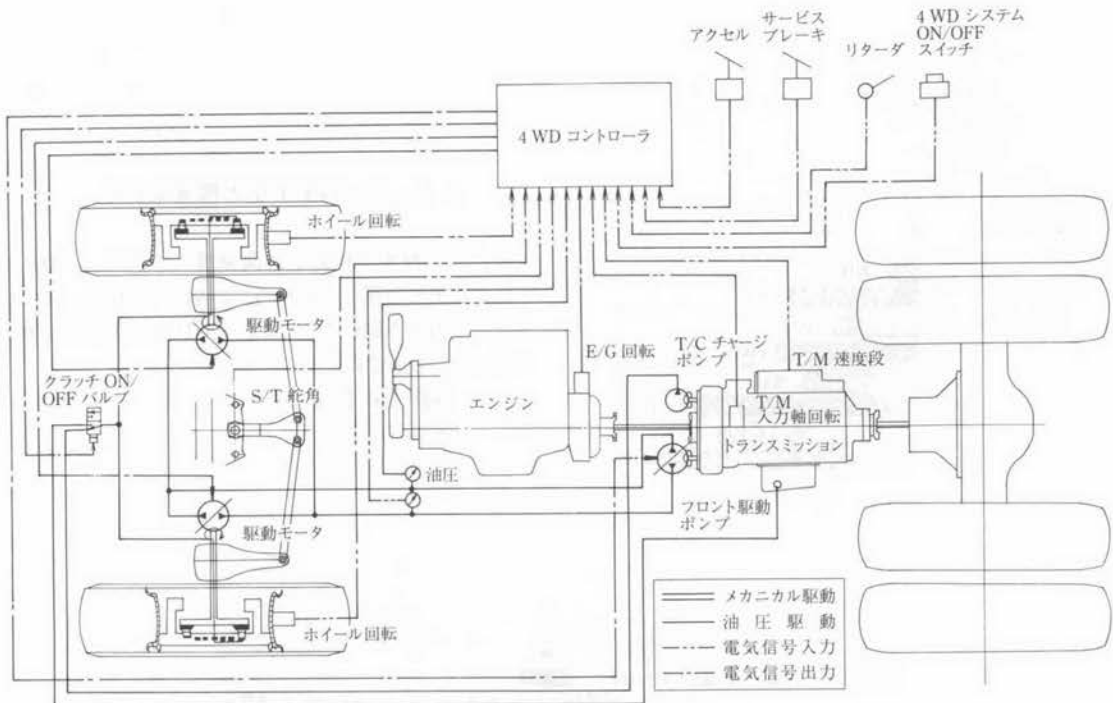 サービス
ブレーキ
4 WD システム
ON/OFF
スイッチ
アクセル
リターダ
4 WD コントローラ
ホイール回転
駆動モータ
クラッチ ON/
OFF バルブ
S/T 舵角
エンジン
E/G 回転
T/C チャージ
ポンプ
T/M 速度段
T/M
入力軸回転
トランスミッション
油圧
フロント駆動
ポンプ
駆動モータ
ホイール回転
メカニカル駆動
油圧駆動
電気信号入力
電気信号出力